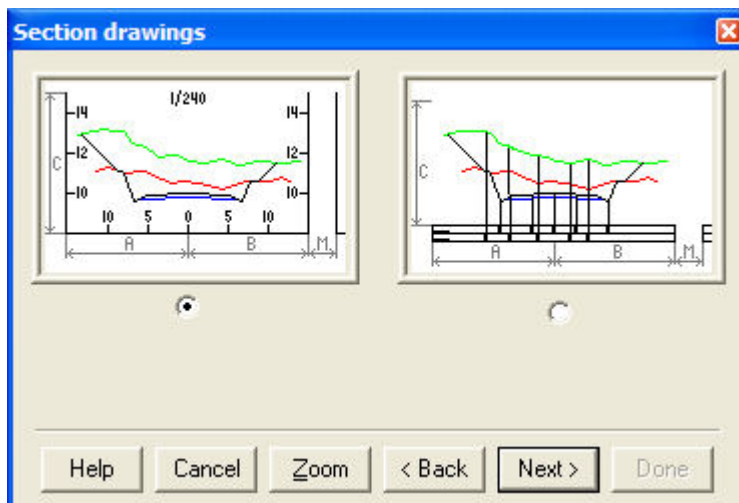 Section drawings
1/240
14 14
12 12
10 10
C
10 5 0 5 10
A B M
C
A B M
Help Cancel Zoom < Back Next > Done